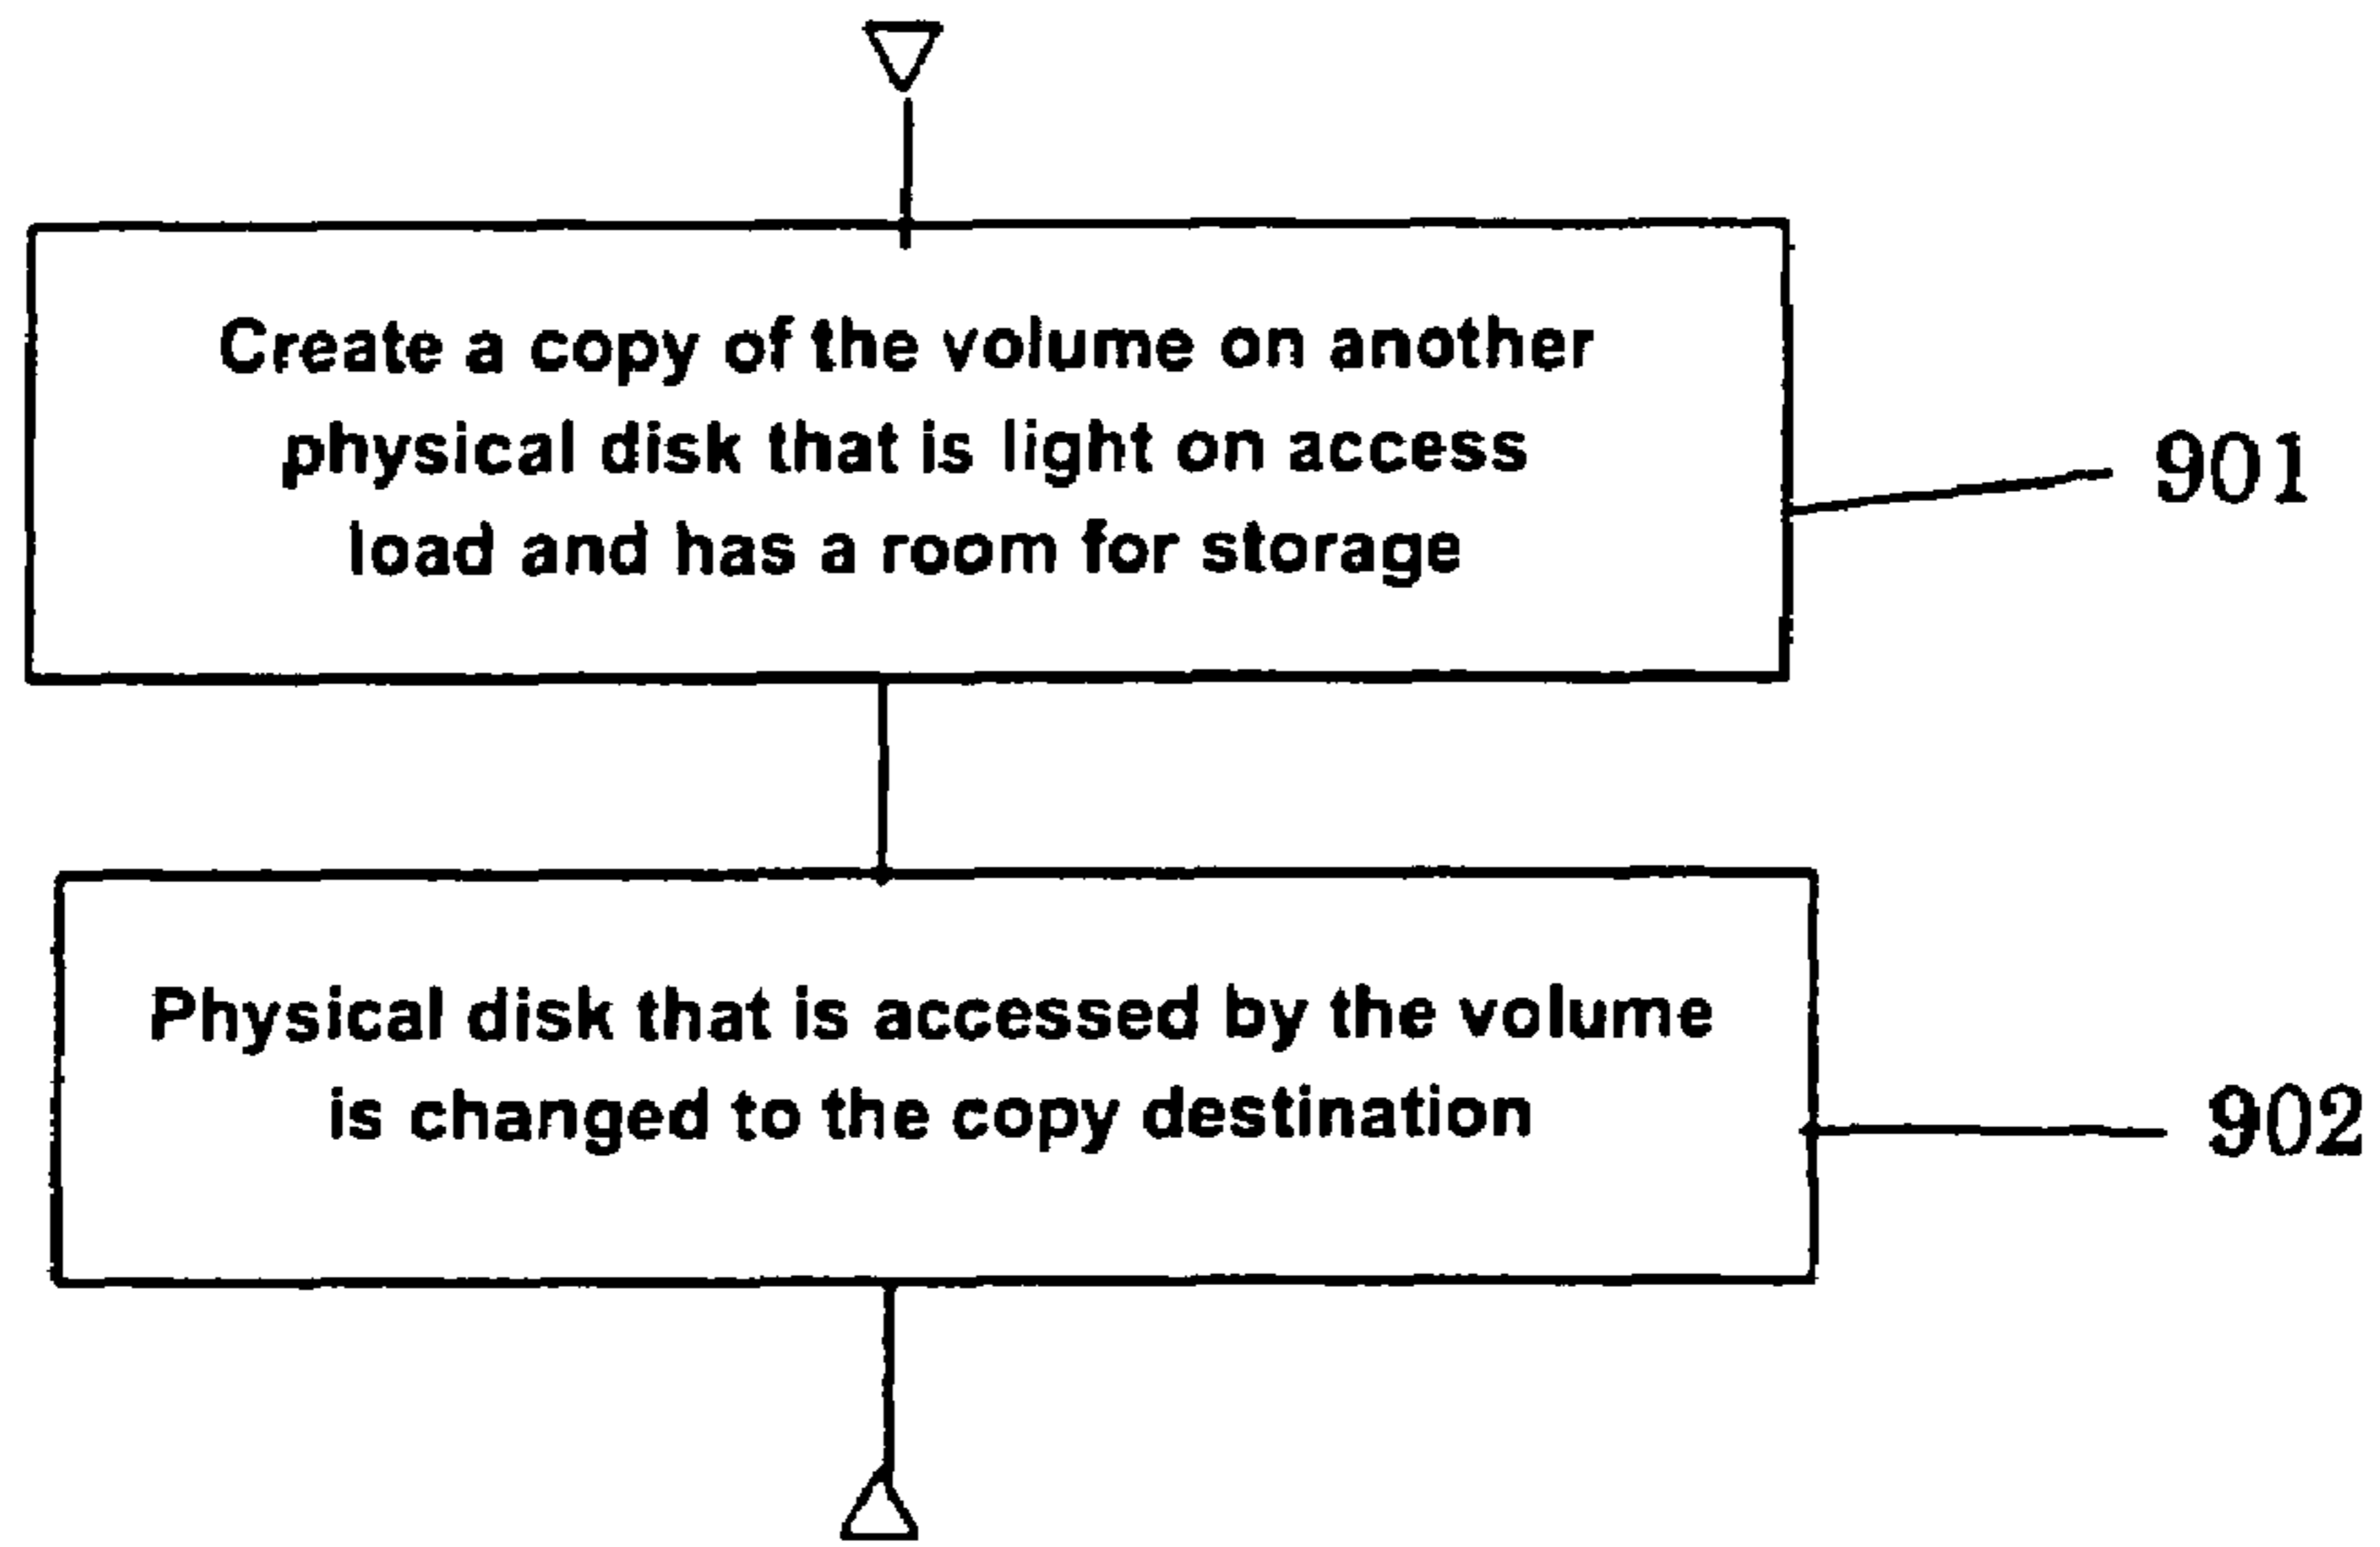 Create a copy of the volume on another
physical disk that is light on access
load and has a room for storage
901
Physical disk that is accessed by the volume
is changed to the copy destination
902